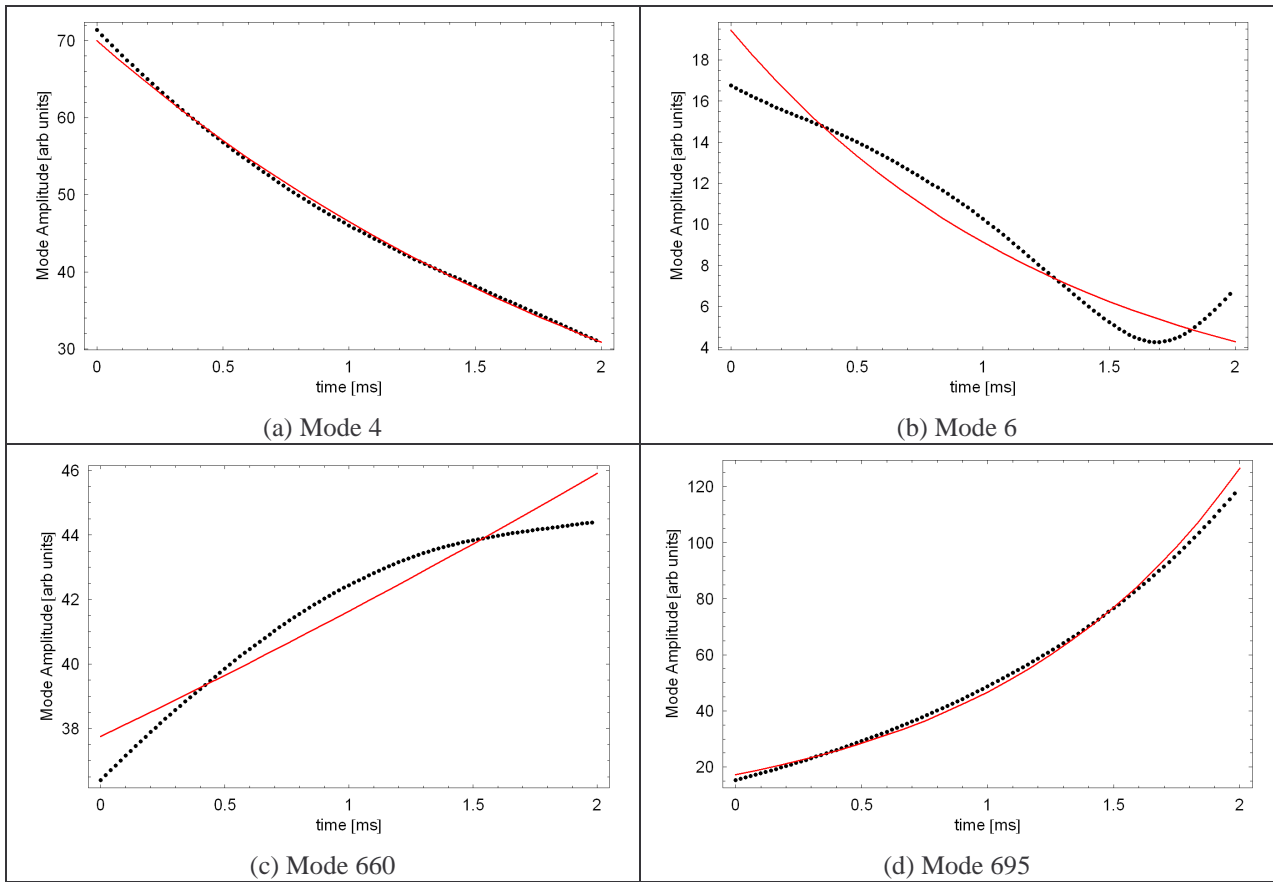 70
60
50
40
30
Mode Amplitude [arb units]
0 0.5 1 1.5 2
time [ms]
(a) Mode 4
18
16
14
12
10
8
6
4
Mode Amplitude [arb units]
0 0.5 1 1.5 2
time [ms]
(b) Mode 6
46
44
42
40
38
Mode Amplitude [arb units]
0 0.5 1 1.5 2
time [ms]
(c) Mode 660
120
100
80
60
40
20
Mode Amplitude [arb units]
0 0.5 1 1.5 2
time [ms]
(d) Mode 695